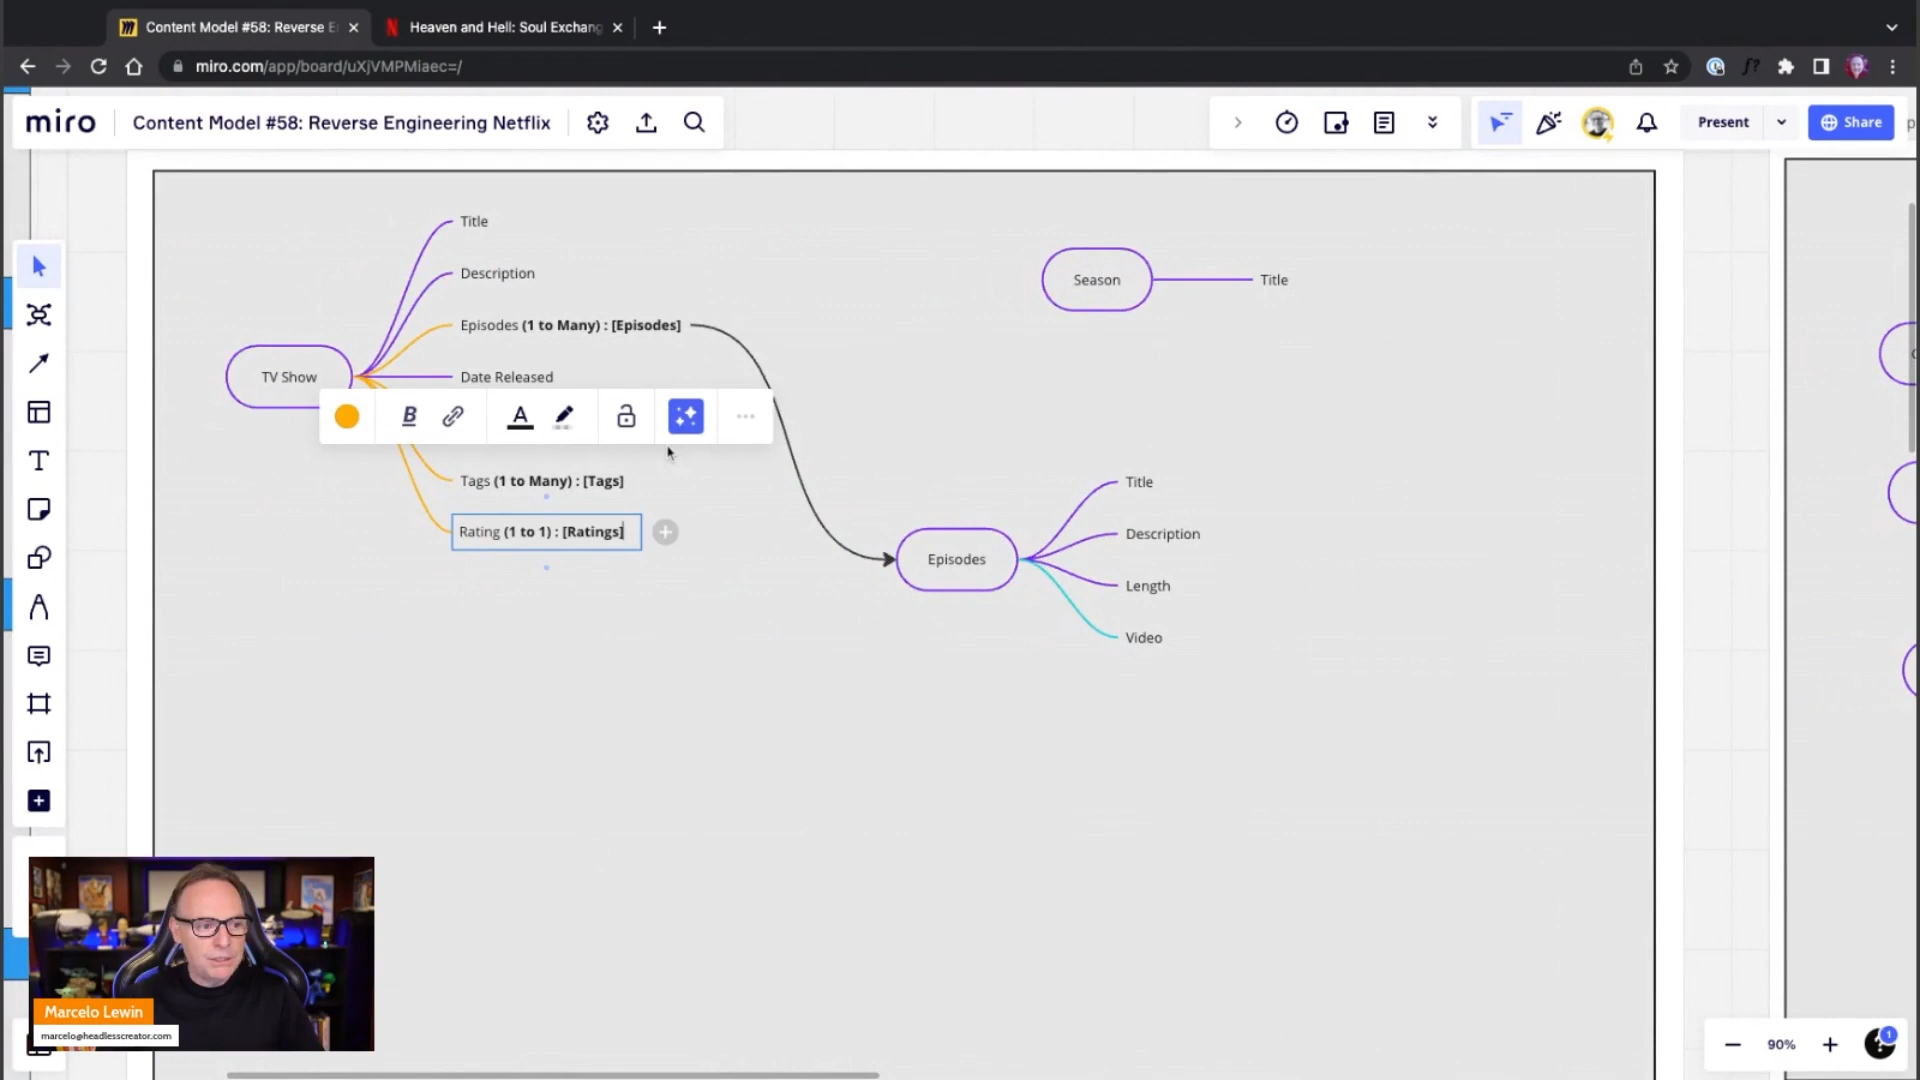 Content Model #58: Reverse E
Heaven and Hell: Soul Exchang
miro.com/app/board/uXjVMPMiaec=/
miro
Content Model #58: Reverse Engineering Netflix
Present
Share
Title
Description
Episodes (1 to Many) : [Episodes]
Date Released
TV Show
Season
Title
B
A
Tags (1 to Many) : [Tags]
Rating (1 to 1) : [Ratings]
Episodes
Title
Description
Length
Video
Marcelo Lewin
marcelo@headlesscreator.com
90%
1